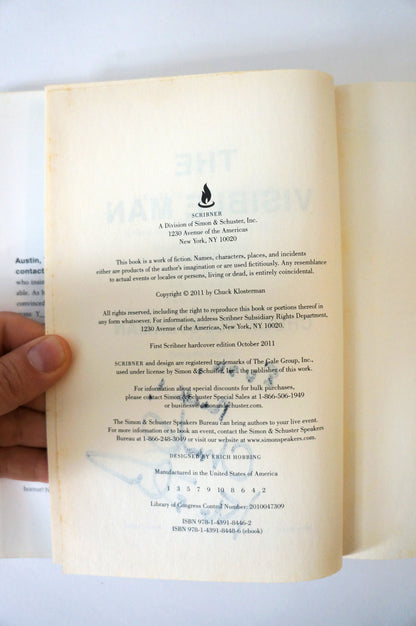 SCRIBNER
A Division of Simon & Schuster, Inc.
1230 Avenue of the Americas
New York, NY 10020
This book is a work of fiction. Names, characters, places, and incidents
either are products of the author's imagination or are used fictitiously. Any resemblance
to actual events or locales or persons, living or dead, is entirely coincidental.
Copyright © 2011 by Chuck Klosterman
All rights reserved, including the right to reproduce this book or portions thereof in
any form whatsoever. For information, address Scribner Subsidiary Rights Department,
1230 Avenue of the Americas, New York, NY 10020.
First Scribner hardcover edition October 2011
SCRIBNER and design are registered trademarks of The Gale Group, Inc.,
used under license by Simon & Schuster, Inc., the publisher of this work.
For information about special discounts for bulk purchases,
please contact Simon & Schuster Special Sales at 1-866-506-1949
or business@simonandschuster.com.
The Simon & Schuster Speakers Bureau can bring authors to your live event.
For more information or to book an event, contact the Simon & Schuster Speakers
Bureau at 1-866-248-3049 or visit our website at www.simonspeakers.com.
DESIGNED BY ERICH HOBBING
Manufactured in the United States of America
1 3 5 7 9 10 8 6 4 2
Library of Congress Control Number: 2010047309
ISBN 978-1-4391-8446-2
ISBN 978-1-4391-8448-6 (ebook)
THE
VISIBLE MAN
Austin,
contact